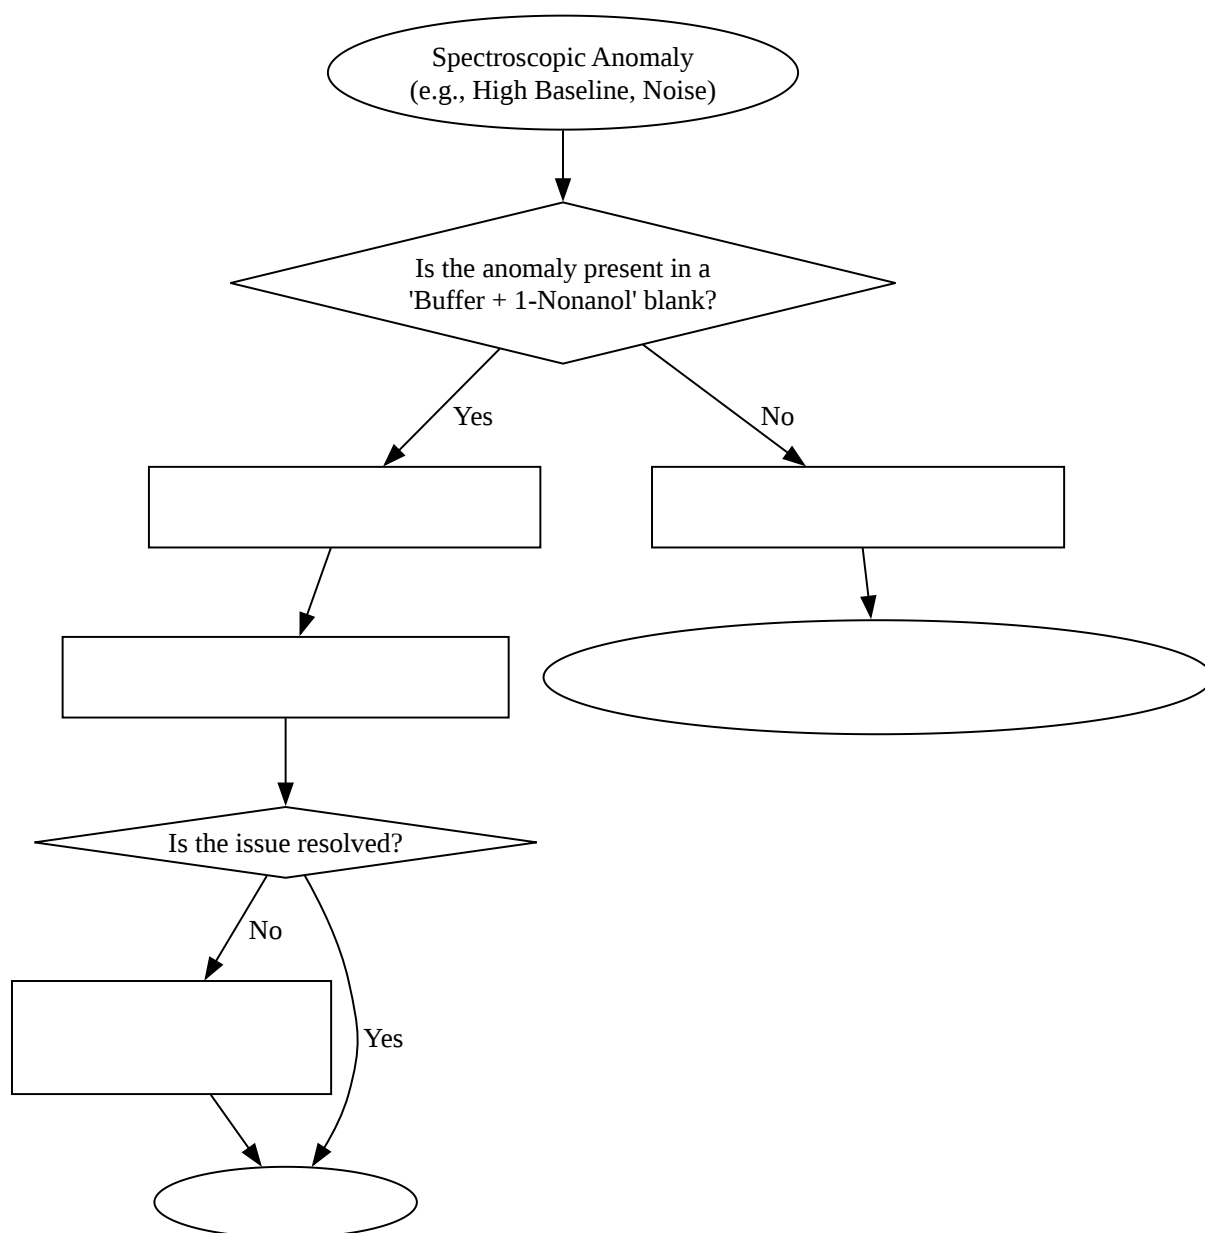 Spectroscopic Anomaly
(e.g., High Baseline, Noise)
Is the anomaly present in a
'Buffer + 1-Nonanol' blank?
Yes
No
Is the issue resolved?
No
Yes